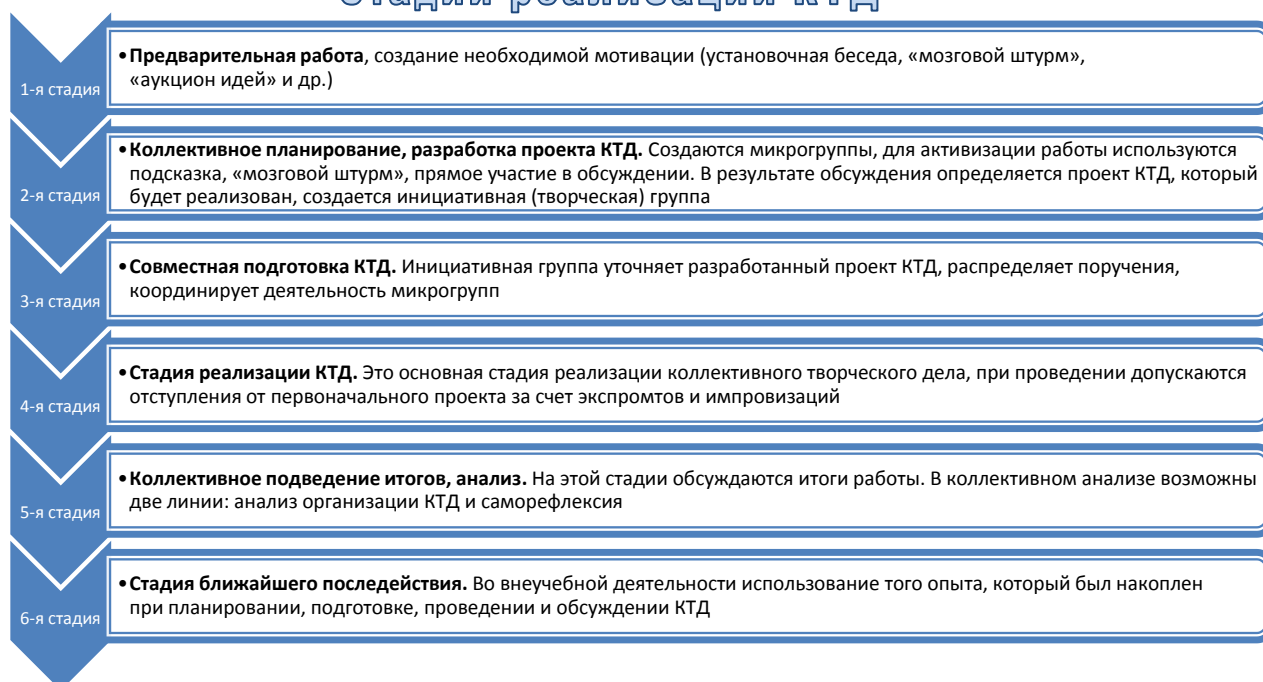 Стадии реализации КТД
1-я стадия
•Предварительная работа, создание необходимой мотивации (установочная беседа, «мозговой штурм»,
«аукцион идей» и др.)
2-я стадия
•Коллективное планирование, разработка проекта КТД. Создаются микрогруппы, для активизации работы используются
подсказка, «мозговой штурм», прямое участие в обсуждении. В результате обсуждения определяется проект КТД, который
будет реализован, создается инициативная (творческая) группа
3-я стадия
•Совместная подготовка КТД. Инициативная группа уточняет разработанный проект КТД, распределяет поручения,
координирует деятельность микрогрупп
4-я стадия
•Стадия реализации КТД. Это основная стадия реализации коллективного творческого дела, при проведении допускаются
отступления от первоначального проекта за счет экспромтов и импровизаций
5-я стадия
•Коллективное подведение итогов, анализ. На этой стадии обсуждаются итоги работы. В коллективном анализе возможны
две линии: анализ организации КТД и саморефлексия
6-я стадия
•Стадия ближайшего последействия. Во внеучебной деятельности использование того опыта, который был накоплен
при планировании, подготовке, проведении и обсуждении КТД